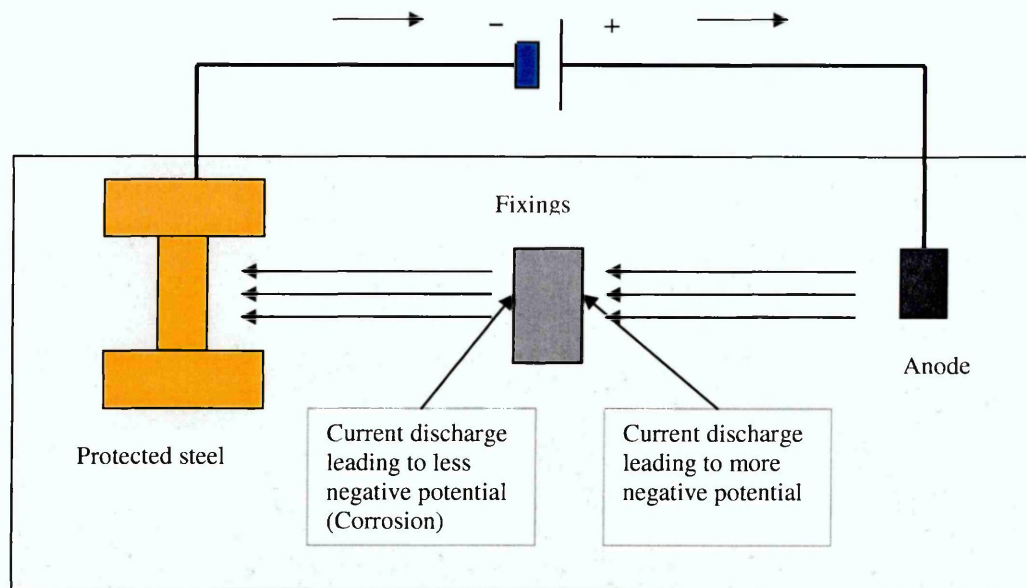 − +
Fixings
Anode
Protected steel
Current discharge
leading to less
negative potential
(Corrosion)
Current discharge
leading to more
negative potential